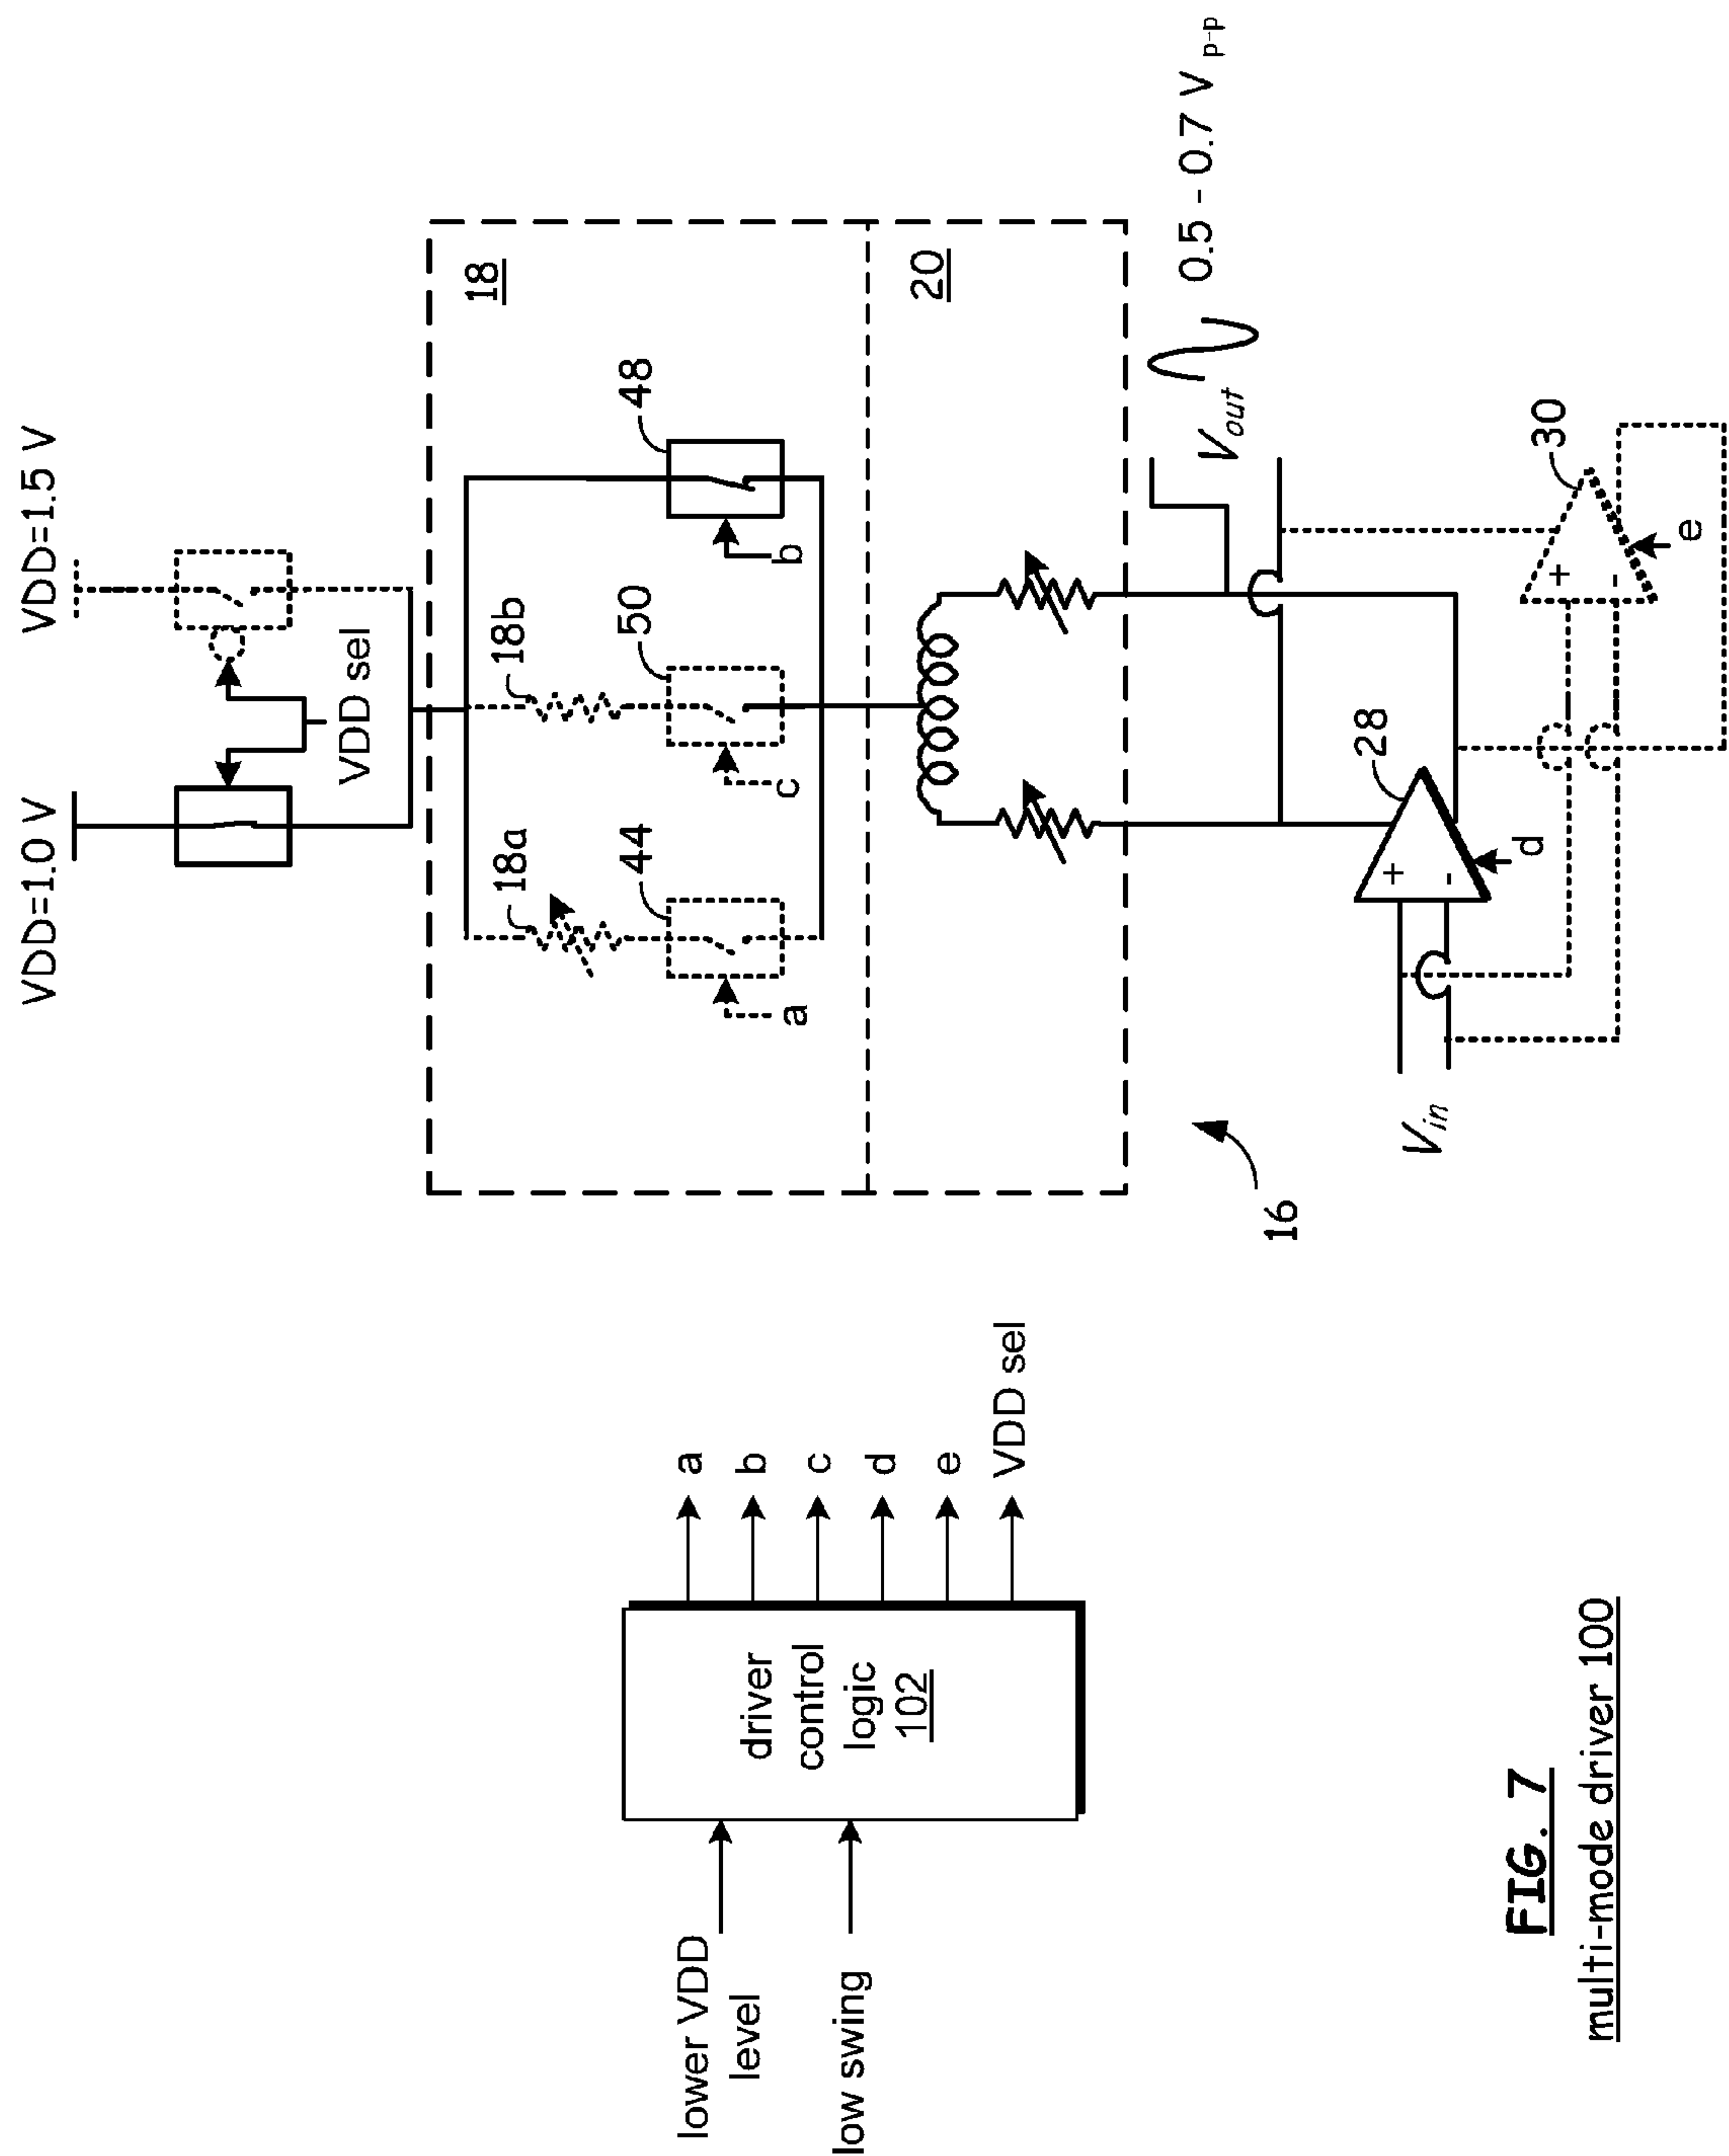 VDD=1.0 V
VDD=1.5 V
VDD sel
18
18a
18b
44
50
48
a
c
b
20
16
V out
0.5 - 0.7 V p-p
V in
+
-
28
d
+
-
30
e
lower VDD
level
low swing
driver
control
logic
102
a
b
c
d
e
VDD sel
FIG. 7
multi-mode driver 100